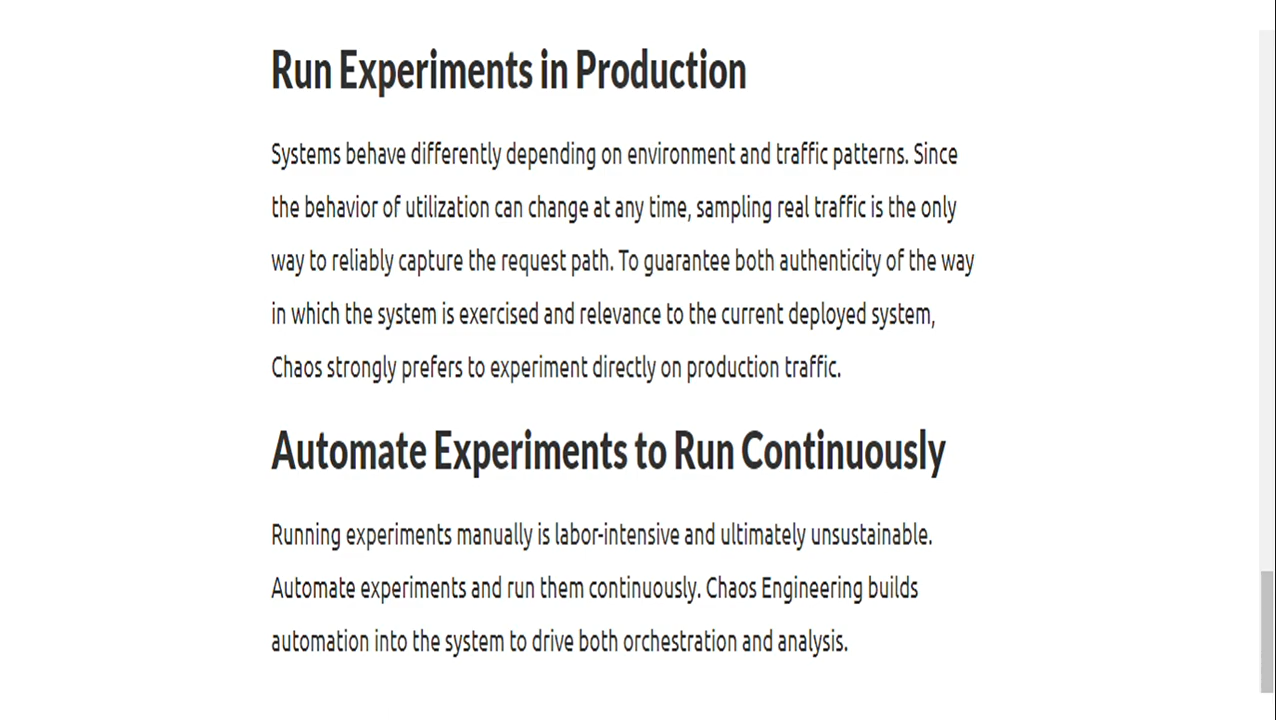 Run Experiments in Production
Systems behave differently depending on environment and traffic patterns. Since
the behavior of utilization can change at any time, sampling real traffic is the only
way to reliably capture the request path. To guarantee both authenticity of the way
in which the system is exercised and relevance to the current deployed system,
Chaos strongly prefers to experiment directly on production traffic.
Automate Experiments to Run Continuously
Running experiments manually is labor-intensive and ultimately unsustainable.
Automate experiments and run them continuously. Chaos Engineering builds
automation into the system to drive both orchestration and analysis.